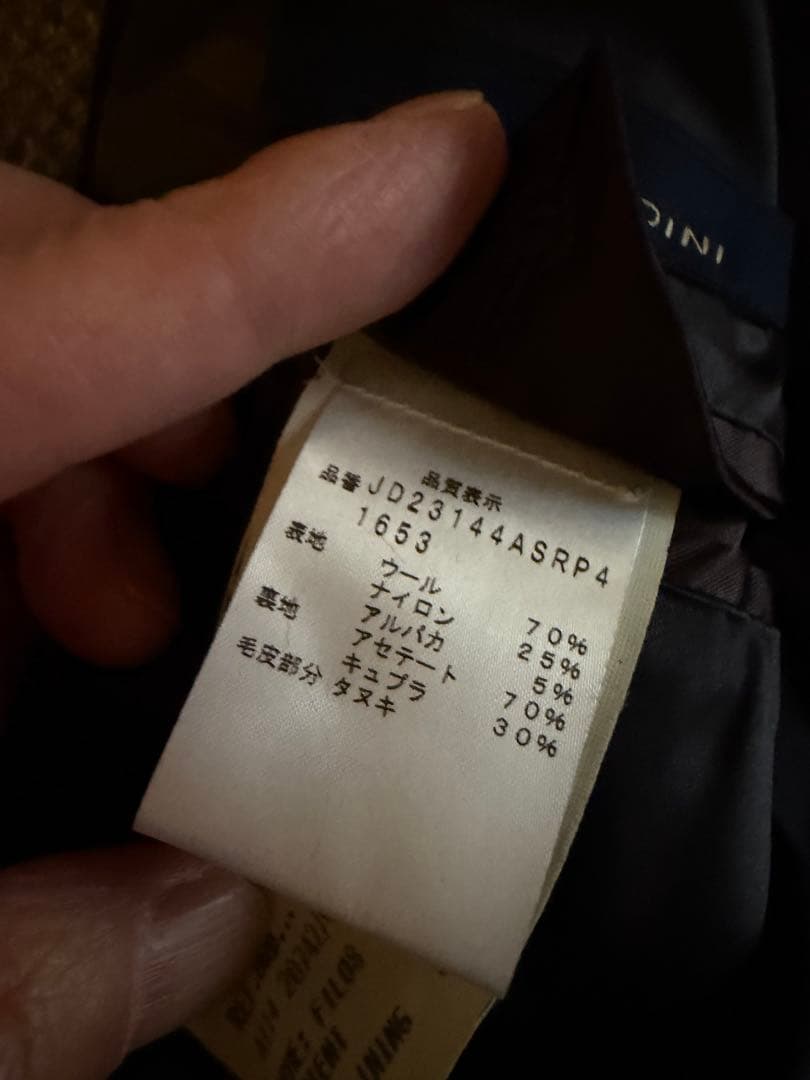 品質表示
品番 JD23144ASRP4
1653
表地 ウール 70%
ナイロン 25%
アルパカ 5%
裏地 アセテート 70%
キュプラ 30%
毛皮部分 タヌキ
FIL08